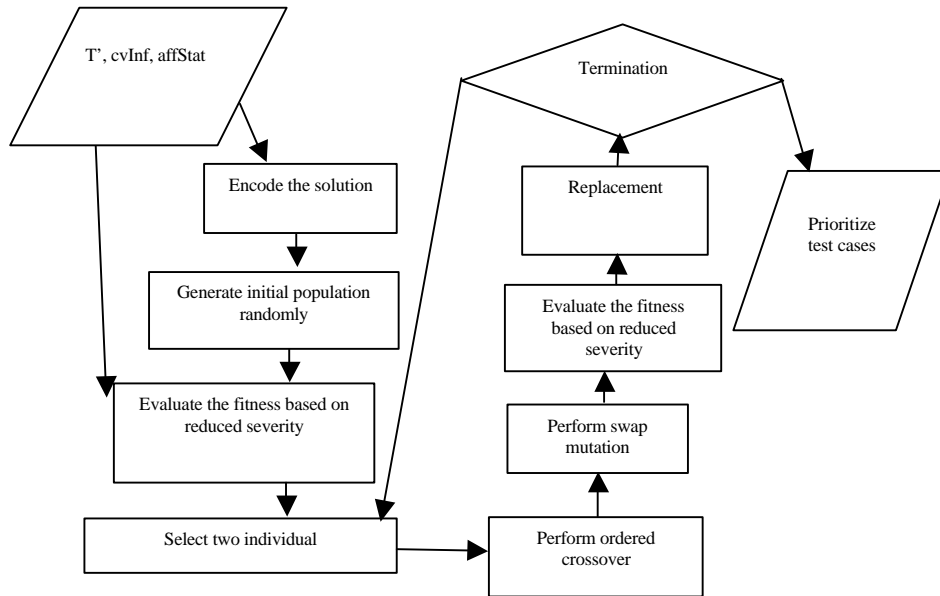 T’, cvInf, affStat
Encode the solution
Generate initial population
randomly
Evaluate the fitness based on
reduced severity
Select two individual
Perform ordered
crossover
Perform swap
mutation
Evaluate the fitness
based on reduced
severity
Replacement
Termination
Prioritize
test cases